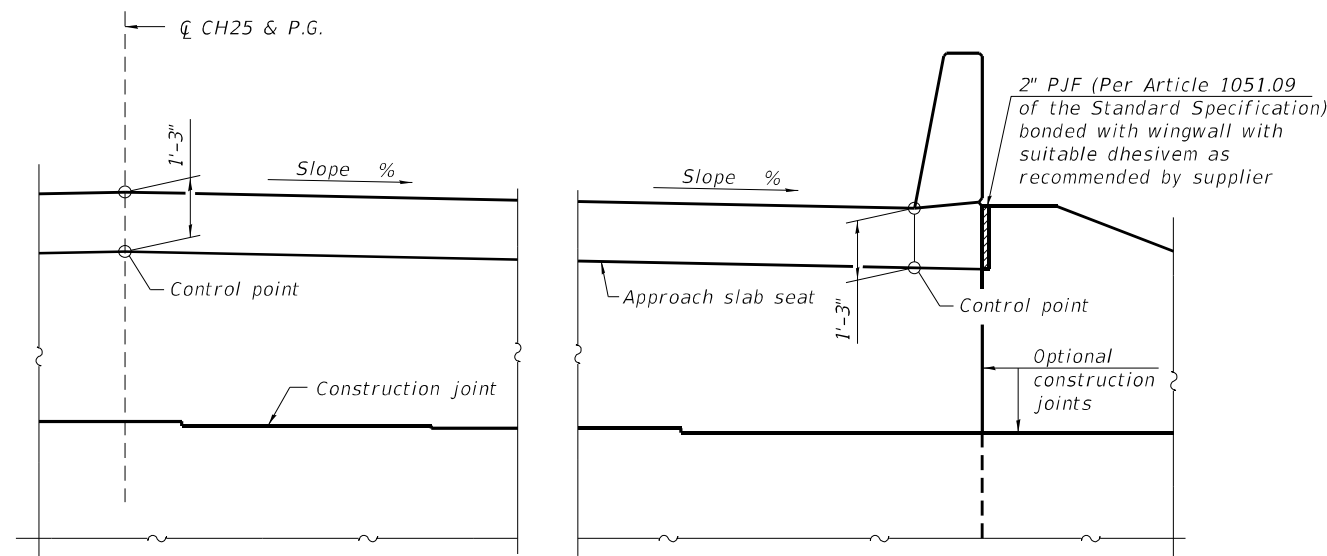 ℄ CH25 & P.G.
2" PJF (Per Article 1051.09
of the Standard Specification)
bonded with wingwall with
suitable dhesivem as
recommended by supplier
1'-3"
Slope %
Slope %
Control point
Approach slab seat
1'-3"
Control point
Optional
construction
joints
Construction joint